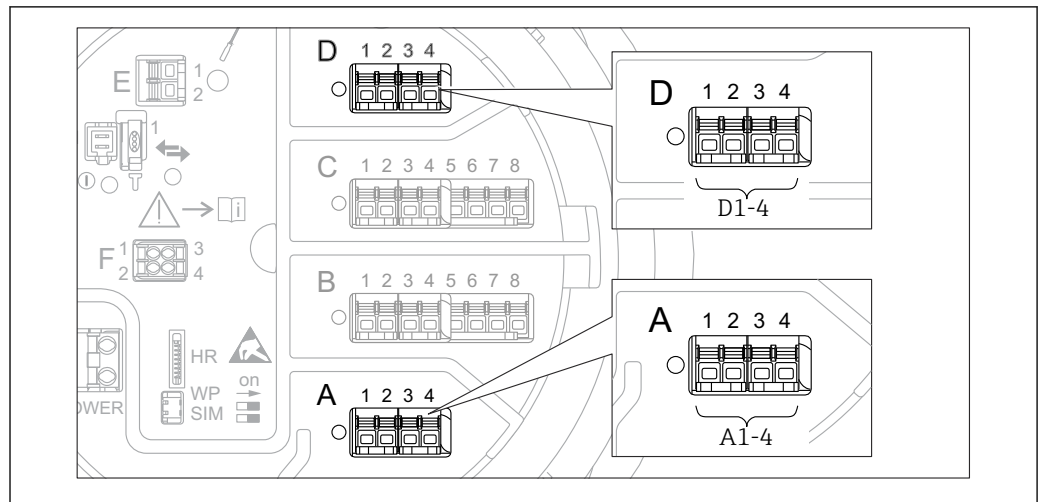 D 1 2 3 4
E 1
2
1
C 1 2 3 4 5 6 7 8
F 1 3
2 4
B 1 2 3 4 5 6 7 8
HR
WP on
SIM
A 1 2 3 4
D 1 2 3 4
D1-4
A 1 2 3 4
A1-4